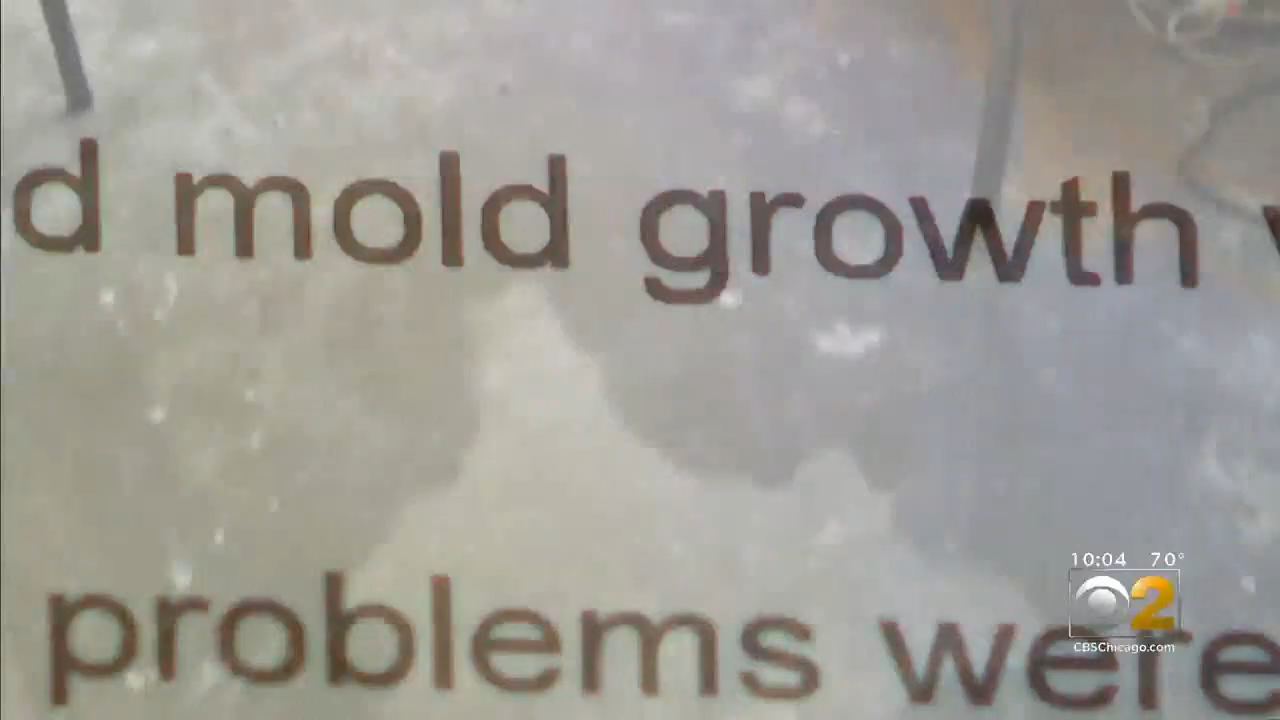 d mold growth
problems were
10:04 70°
2
CBSChicago.com